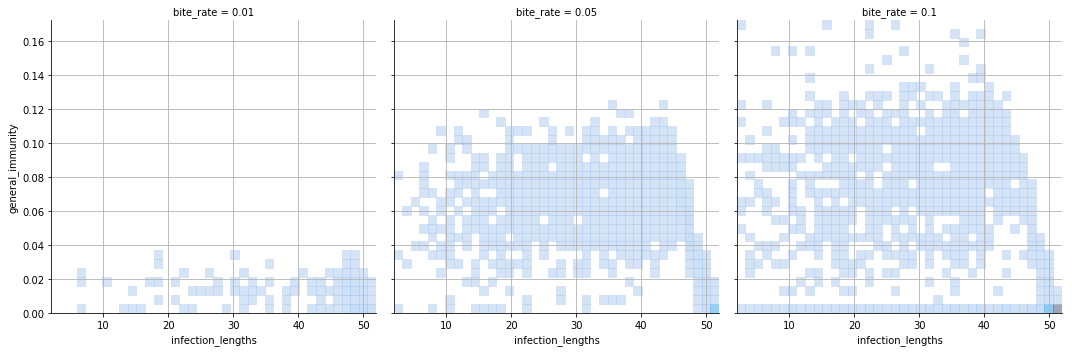 bite_rate = 0.01
bite_rate = 0.05
bite_rate = 0.1
general_immunity
0.16
0.14
0.12
0.10
0.08
0.06
0.04
0.02
0.00
10 20 30 40 50
10 20 30 40 50
10 20 30 40 50
infection_lengths
infection_lengths
infection_lengths